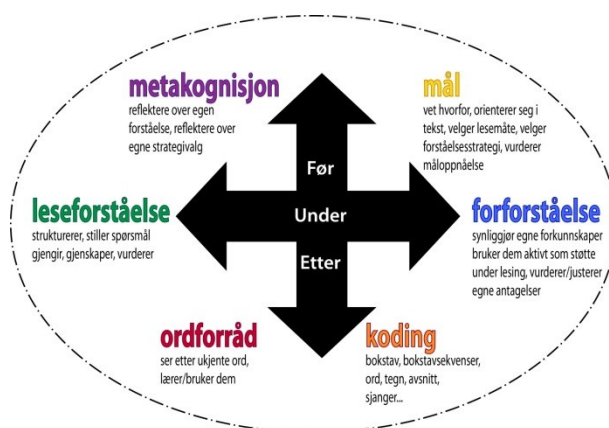 metakognisjon
reflektere over egen
forståelse, reflektere over
egne strategivalg
mål
vet hvorfor, orienterer seg i
tekst, velger lesemåte, velger
forståelsesstrategi, vurderer
måloppnåelse
Før
Under
Etter
leseforståelse
strukturerer, stiller spørsmål
gjengir, gjenskaper, vurderer
forforståelse
synliggjør egne forkunnskaper
bruker dem aktivt som støtte
under lesing, vurderer/justerer
egne antagelser
ordforråd
ser etter ukjente ord,
lærer/bruker dem
koding
bokstav, bokstavsekvenser,
ord, tegn, avsnitt,
sjanger...